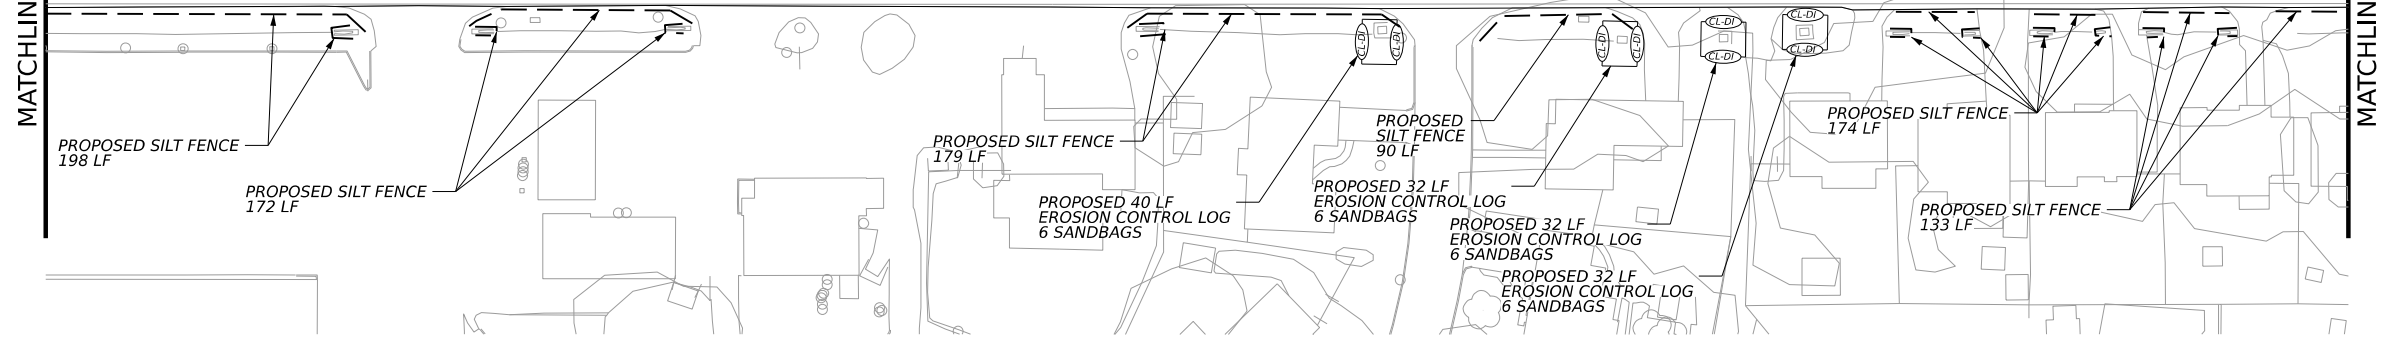 MATCHLIN
PROPOSED SILT FENCE
198 LF
PROPOSED SILT FENCE
172 LF
PROPOSED SILT FENCE
179 LF
PROPOSED 40 LF
EROSION CONTROL LOG
6 SANDBAGS
CL-DI
CL-DI
PROPOSED
SILT FENCE
90 LF
PROPOSED 32 LF
EROSION CONTROL LOG
6 SANDBAGS
CL-DI
CL-DI
PROPOSED 32 LF
EROSION CONTROL LOG
6 SANDBAGS
CL-DI
CL-DI
PROPOSED 32 LF
EROSION CONTROL LOG
6 SANDBAGS
CL-DI
CL-DI
PROPOSED SILT FENCE
174 LF
PROPOSED SILT FENCE
133 LF
MATCHLIN